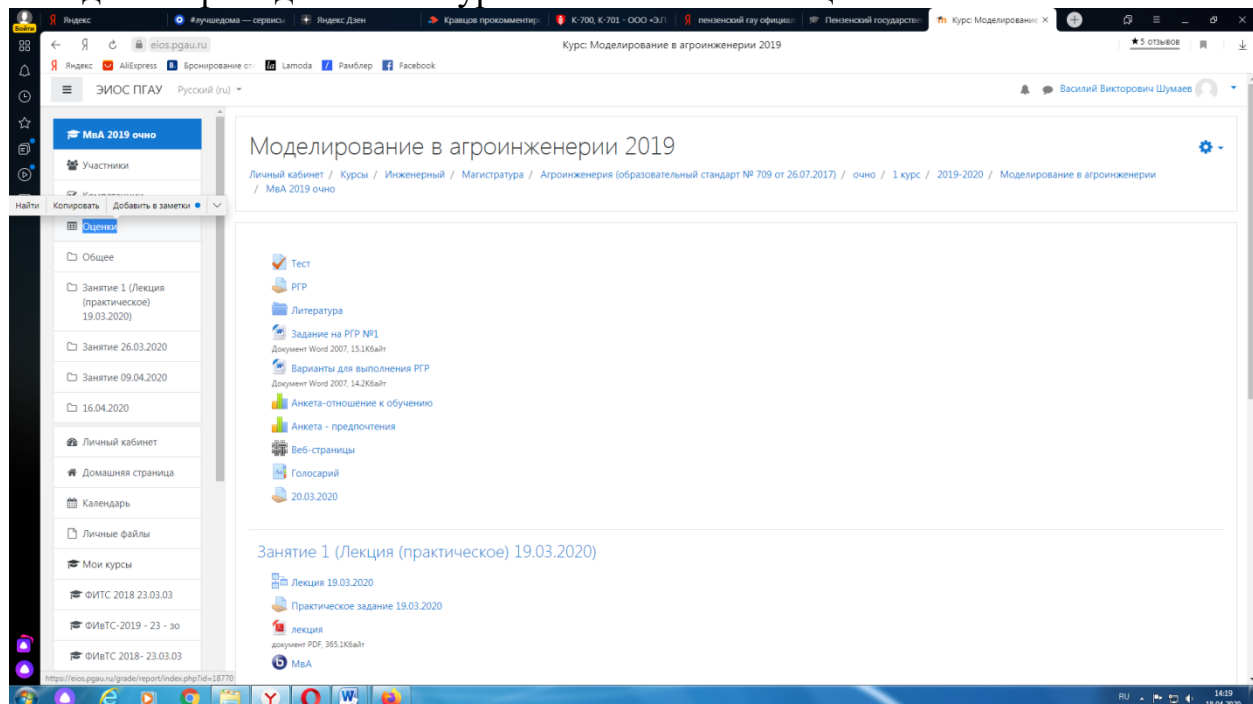 Яндекс
#лучшедома — сервисы
Яндекс Дзен
Кравцов прокомментир
К-700, К-701 - ООО «ЭЛ
пензенский гау официал
Пензенский государстве
Курс: Моделирование
Войти
eios.pgau.ru
Курс: Моделирование в агроинженерии 2019
★5 отзывов
Яндекс
AliExpress
Бронирование от
Lamoda
Рамблер
Facebook
ЭИОС ПГАУ
Русский (ru)
Василий Викторович Шумаев
МвА 2019 очно
Участники
Найти
Копировать
Добавить в заметки
Оценки
Общее
Занятие 1 (Лекция
(практическое)
19.03.2020)
Занятие 26.03.2020
Занятие 09.04.2020
16.04.2020
Личный кабинет
Домашняя страница
Календарь
Личные файлы
Мои курсы
ФИТС 2018 23.03.03
ФИвТС-2019 - 23 - зо
ФИвТС 2018- 23.03.03
Моделирование в агроинженерии 2019
Личный кабинет / Курсы / Инженерный / Магистратура / Агроинженерия (образовательный стандарт № 709 от 26.07.2017) / очно / 1 курс / 2019-2020 / Моделирование в агроинженерии
/ МвА 2019 очно
Тест
РГР
Литература
Задание на РГР №1
Документ Word 2007, 15.1Кбайт
Варианты для выполнения РГР
Документ Word 2007, 14.2Кбайт
Анкета-отношение к обучению
Анкета - предпочтения
Веб-страницы
Голосарий
20.03.2020
Занятие 1 (Лекция (практическое) 19.03.2020)
Лекция 19.03.2020
Практическое задание 19.03.2020
лекция
документ PDF, 365.1Кбайт
МвА
https://eios.pgau.ru/grade/report/index.php?id=18770
RU
14:19
18.04.2020